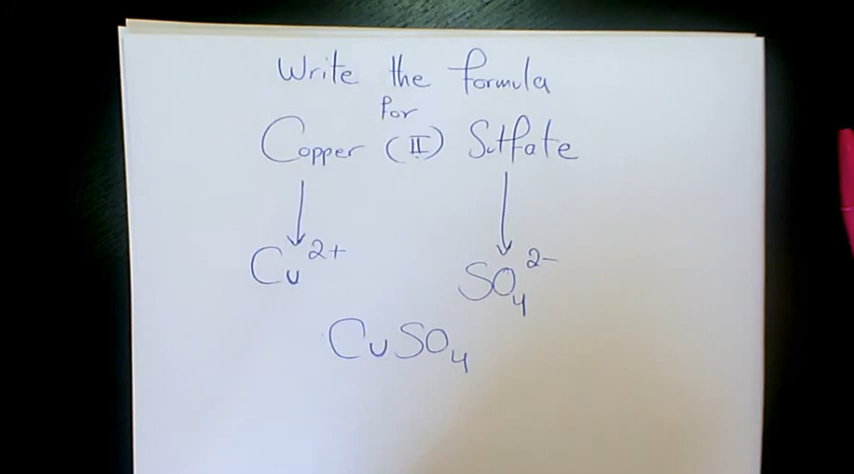 Write the formula
for
Copper (II) Sulfate
Cu²⁺ SO₄²⁻
CuSO₄